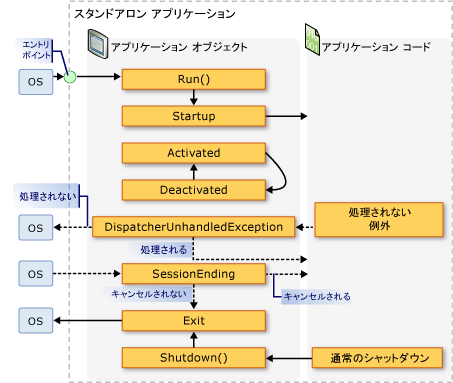 スタンドアロン アプリケーション
エントリ
ポイント
アプリケーション オブジェクト
アプリケーション コード
OS
Run()
Startup
Activated
Deactivated
処理されない
OS
DispatcherUnhandledException
処理されない
例外
処理される
OS
SessionEnding
キャンセルされない
キャンセルされる
OS
Exit
Shutdown()
通常のシャットダウン